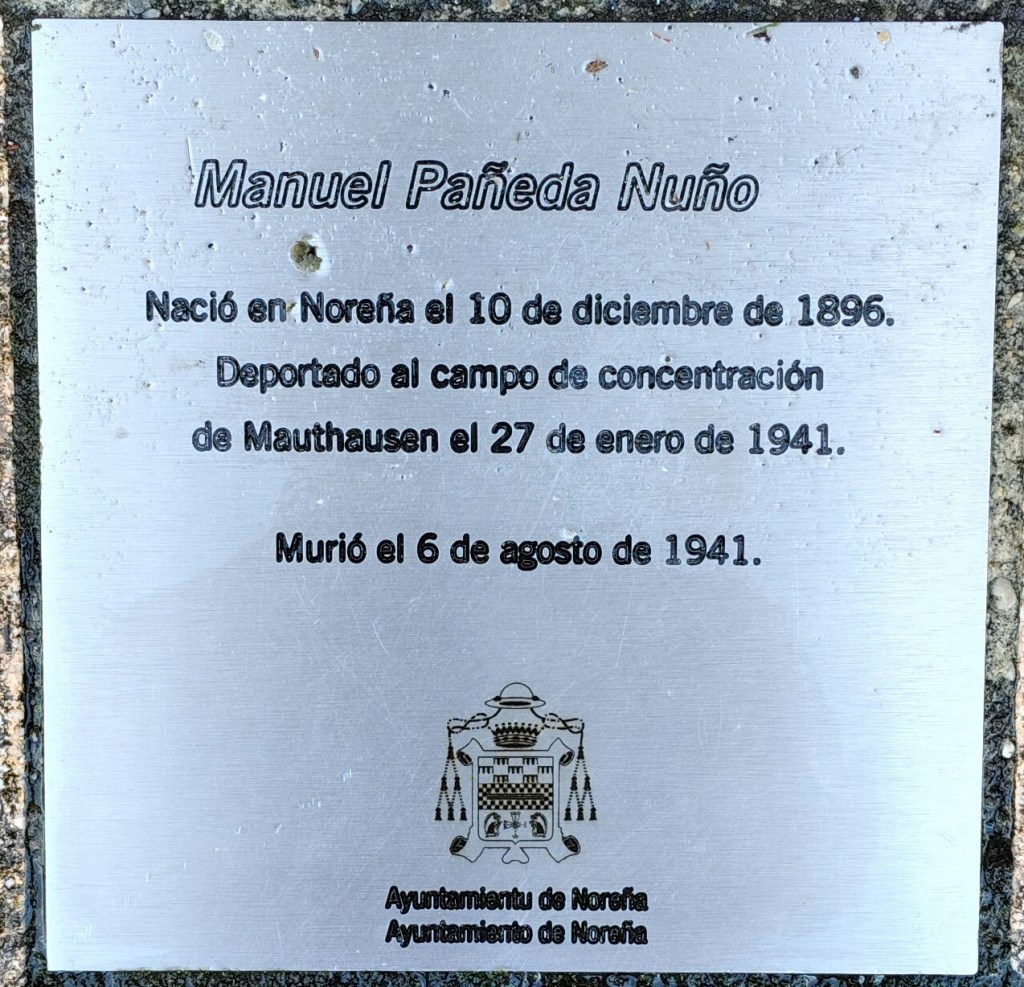 Manuel Pañeda Nuño
Nació en Noreña el 10 de diciembre de 1896.
Deportado al campo de concentración
de Mauthausen el 27 de enero de 1941.
Murió el 6 de agosto de 1941.
Ayuntamientu de Noreña
Ayuntamiento de Noreña